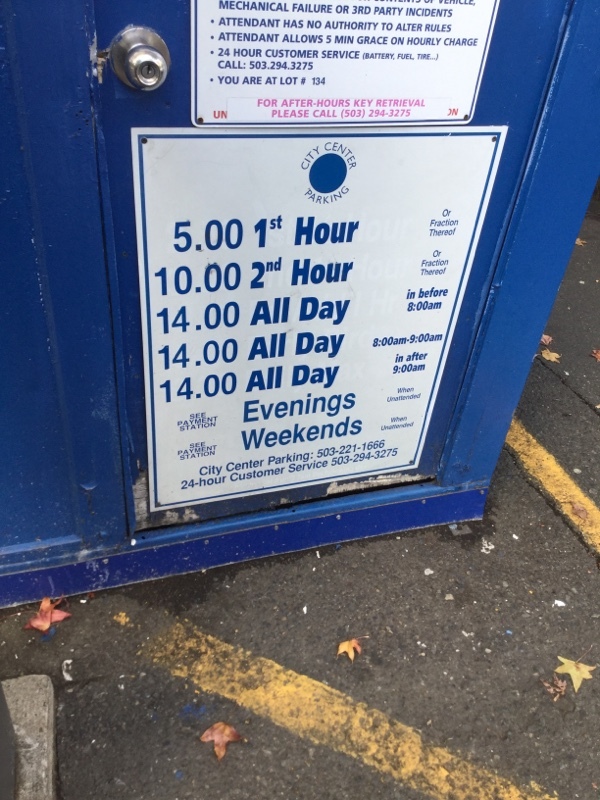 CONTENTS OF VEHICLE,
MECHANICAL FAILURE OR 3RD PARTY INCIDENTS
• ATTENDANT HAS NO AUTHORITY TO ALTER RULES
• ATTENDANT ALLOWS 5 MIN GRACE ON HOURLY CHARGE
• 24 HOUR CUSTOMER SERVICE (BATTERY, FUEL, TIRE...)
CALL: 503.294.3275
• YOU ARE AT LOT # 134
FOR AFTER-HOURS KEY RETRIEVAL
UN PLEASE CALL (503) 294-3275 ON
CITY CENTER
PARKING
5.00 1st Hour Or Fraction Thereof
10.00 2nd Hour Or Fraction Thereof
14.00 All Day in before 8:00am
14.00 All Day 8:00am-9:00am
14.00 All Day in after 9:00am
SEE PAYMENT STATION Evenings When Unattended
SEE PAYMENT STATION Weekends When Unattended
City Center Parking: 503-221-1666
24-hour Customer Service 503-294-3275